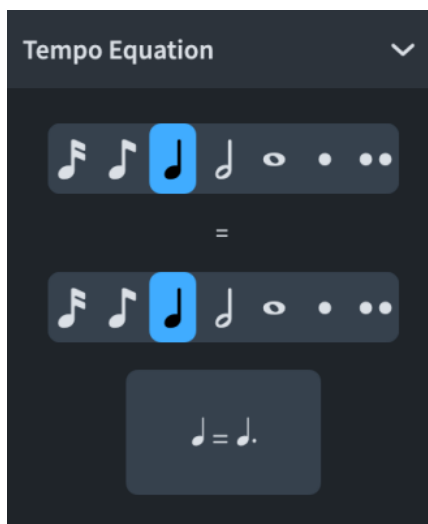 Tempo Equation
=
♩ = ♩.